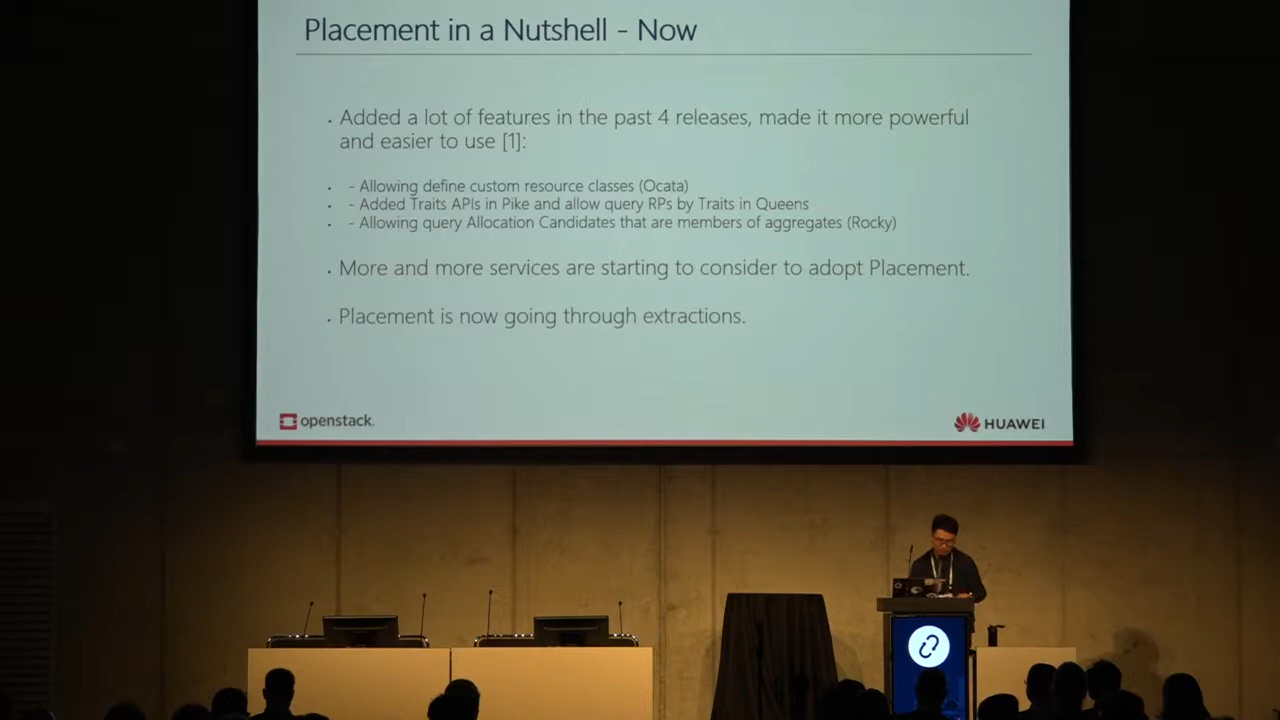 Placement in a Nutshell - Now
. Added a lot of features in the past 4 releases, made it more powerful
and easier to use [1]:
. - Allowing define custom resource classes (Ocata)
. - Added Traits APIs in Pike and allow query RPs by Traits in Queens
. - Allowing query Allocation Candidates that are members of aggregates (Rocky)
. More and more services are starting to consider to adopt Placement.
. Placement is now going through extractions.
openstack.
HUAWEI